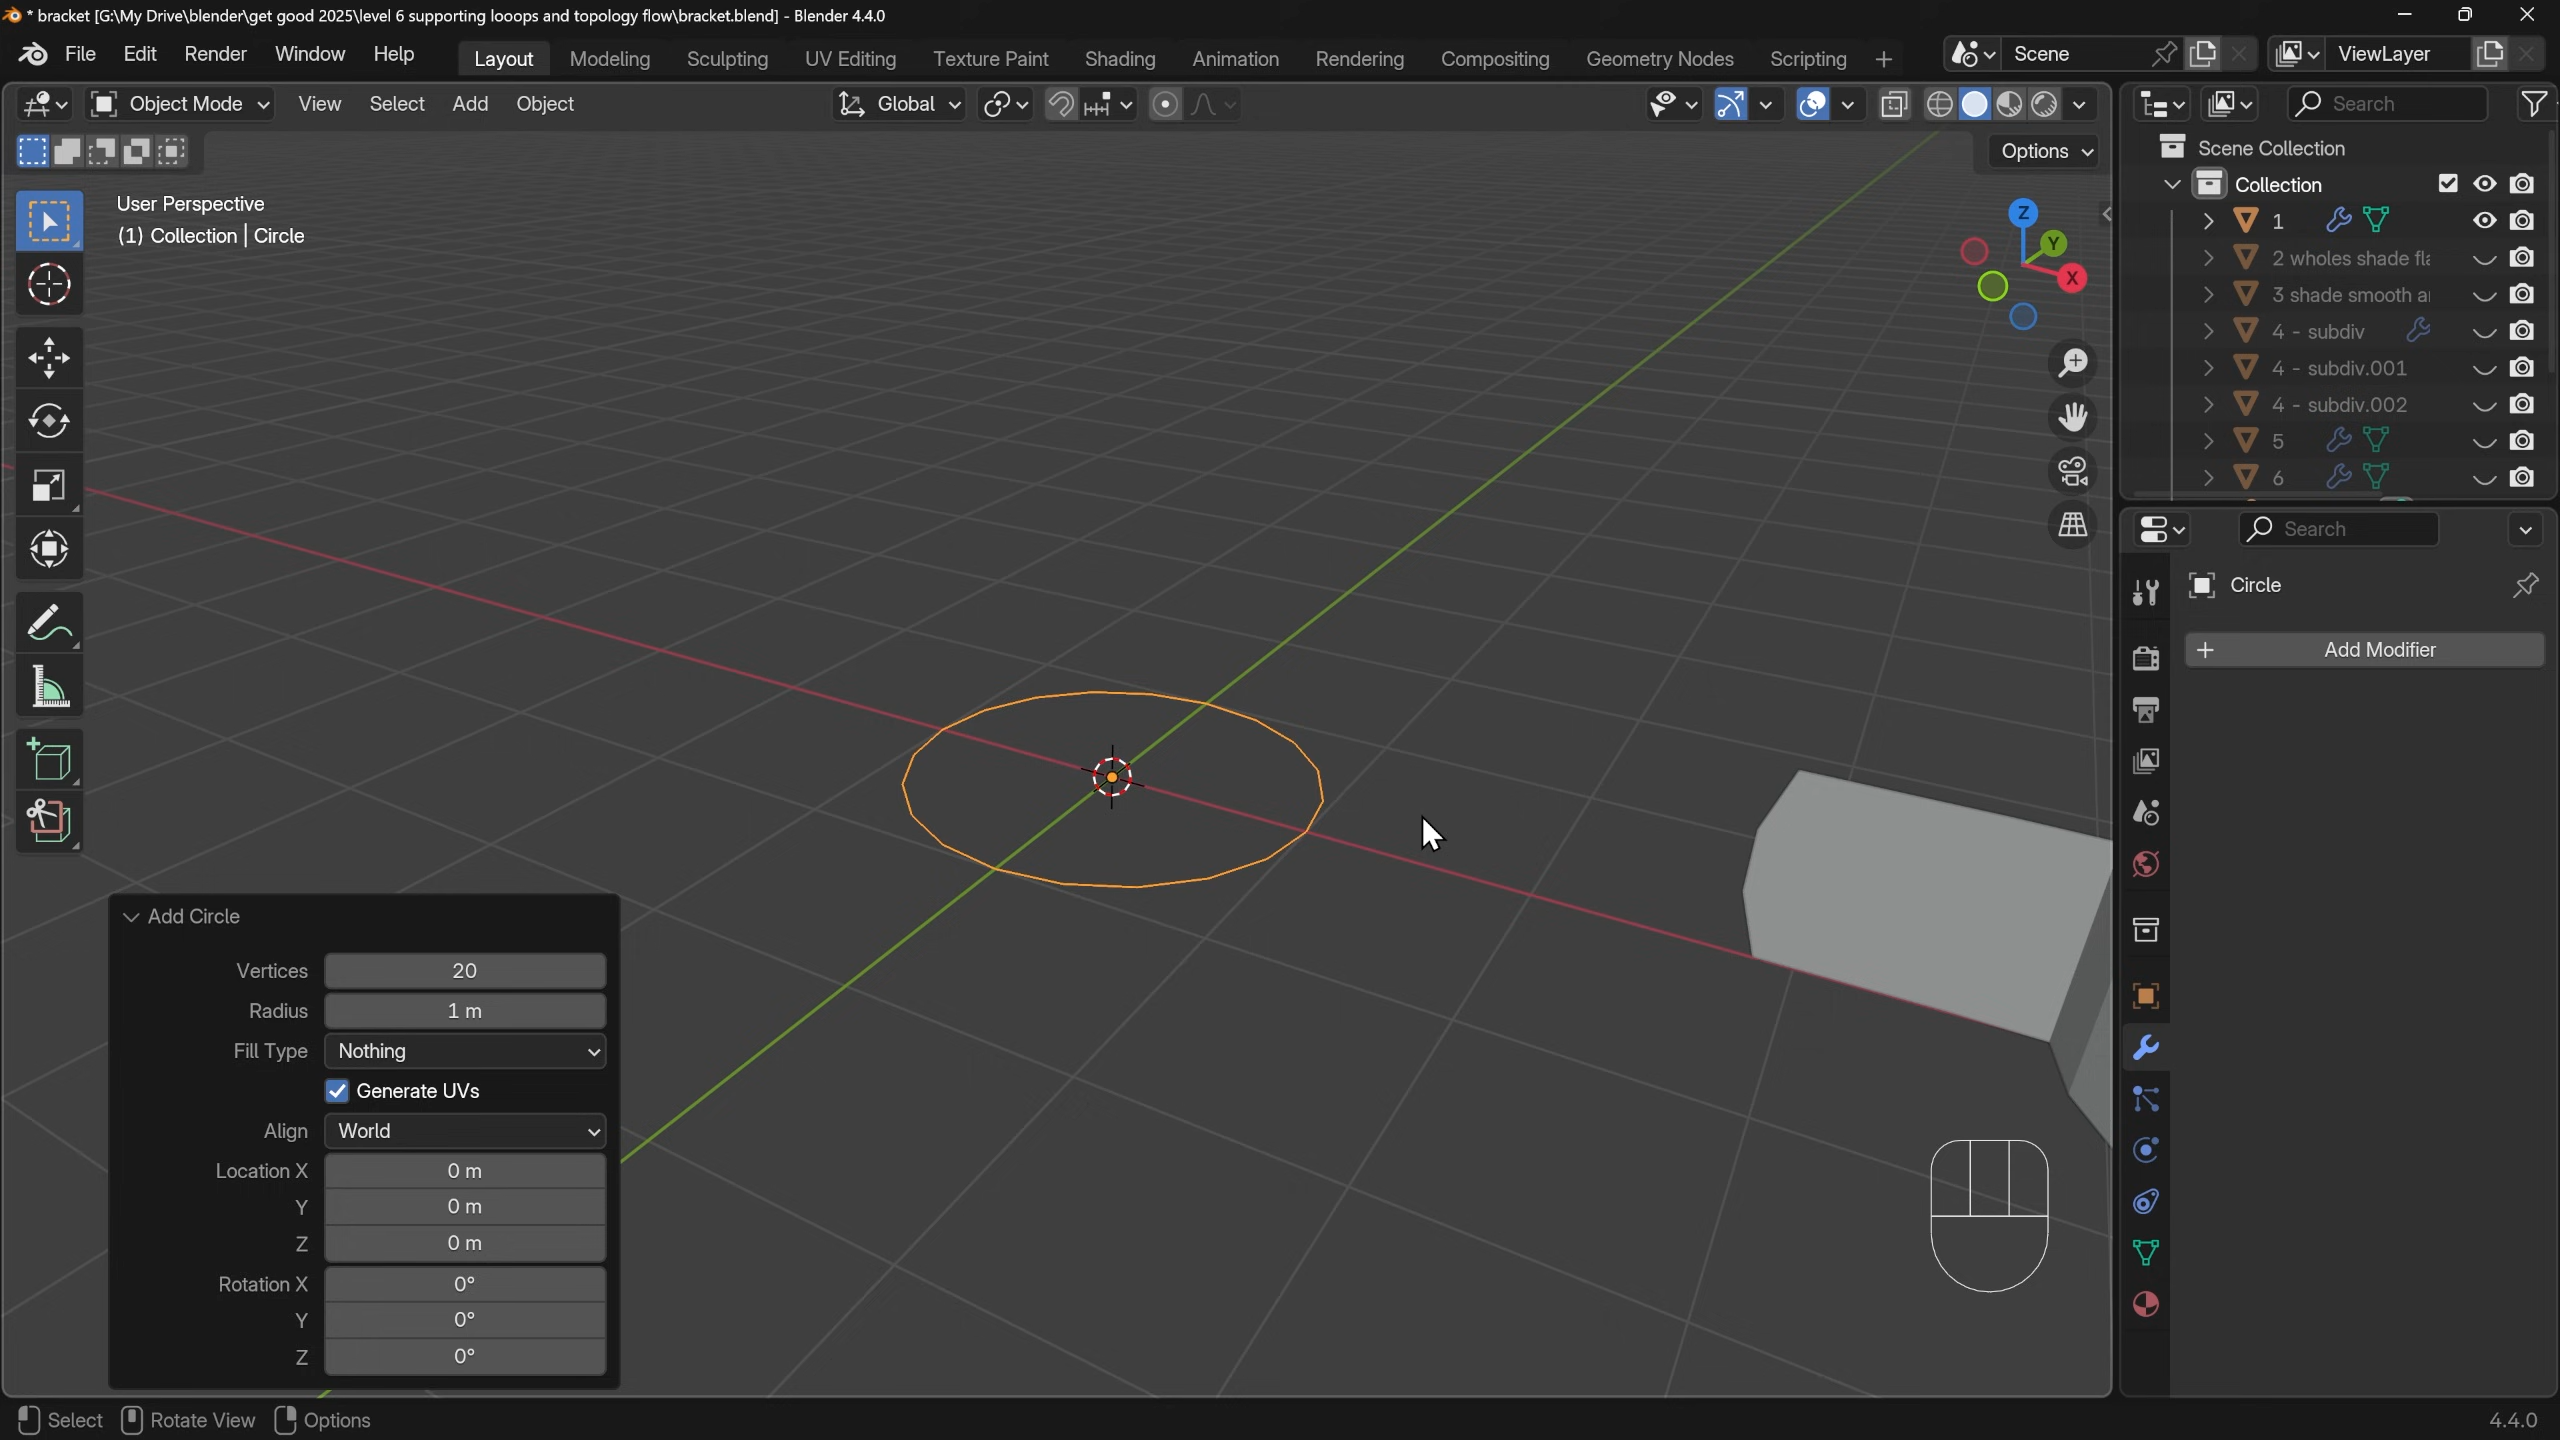 * bracket [G:\My Drive\blender\get good 2025\level 6 supporting looops and topology flow\bracket.blend] - Blender 4.4.0
File Edit Render Window Help Layout Modeling Sculpting UV Editing Texture Paint Shading Animation Rendering Compositing Geometry Nodes Scripting + Scene ViewLayer
Object Mode View Select Add Object Global Search
Options
User Perspective
(1) Collection | Circle
Z
Y
X
Scene Collection
Collection
1
2 wholes shade fla
3 shade smooth a
4 - subdiv
4 - subdiv.001
4 - subdiv.002
5
6
Search
Circle
+ Add Modifier
Add Circle
Vertices 20
Radius 1 m
Fill Type Nothing
Generate UVs
Align World
Location X 0 m
Y 0 m
Z 0 m
Rotation X 0°
Y 0°
Z 0°
Select Rotate View Options 4.4.0